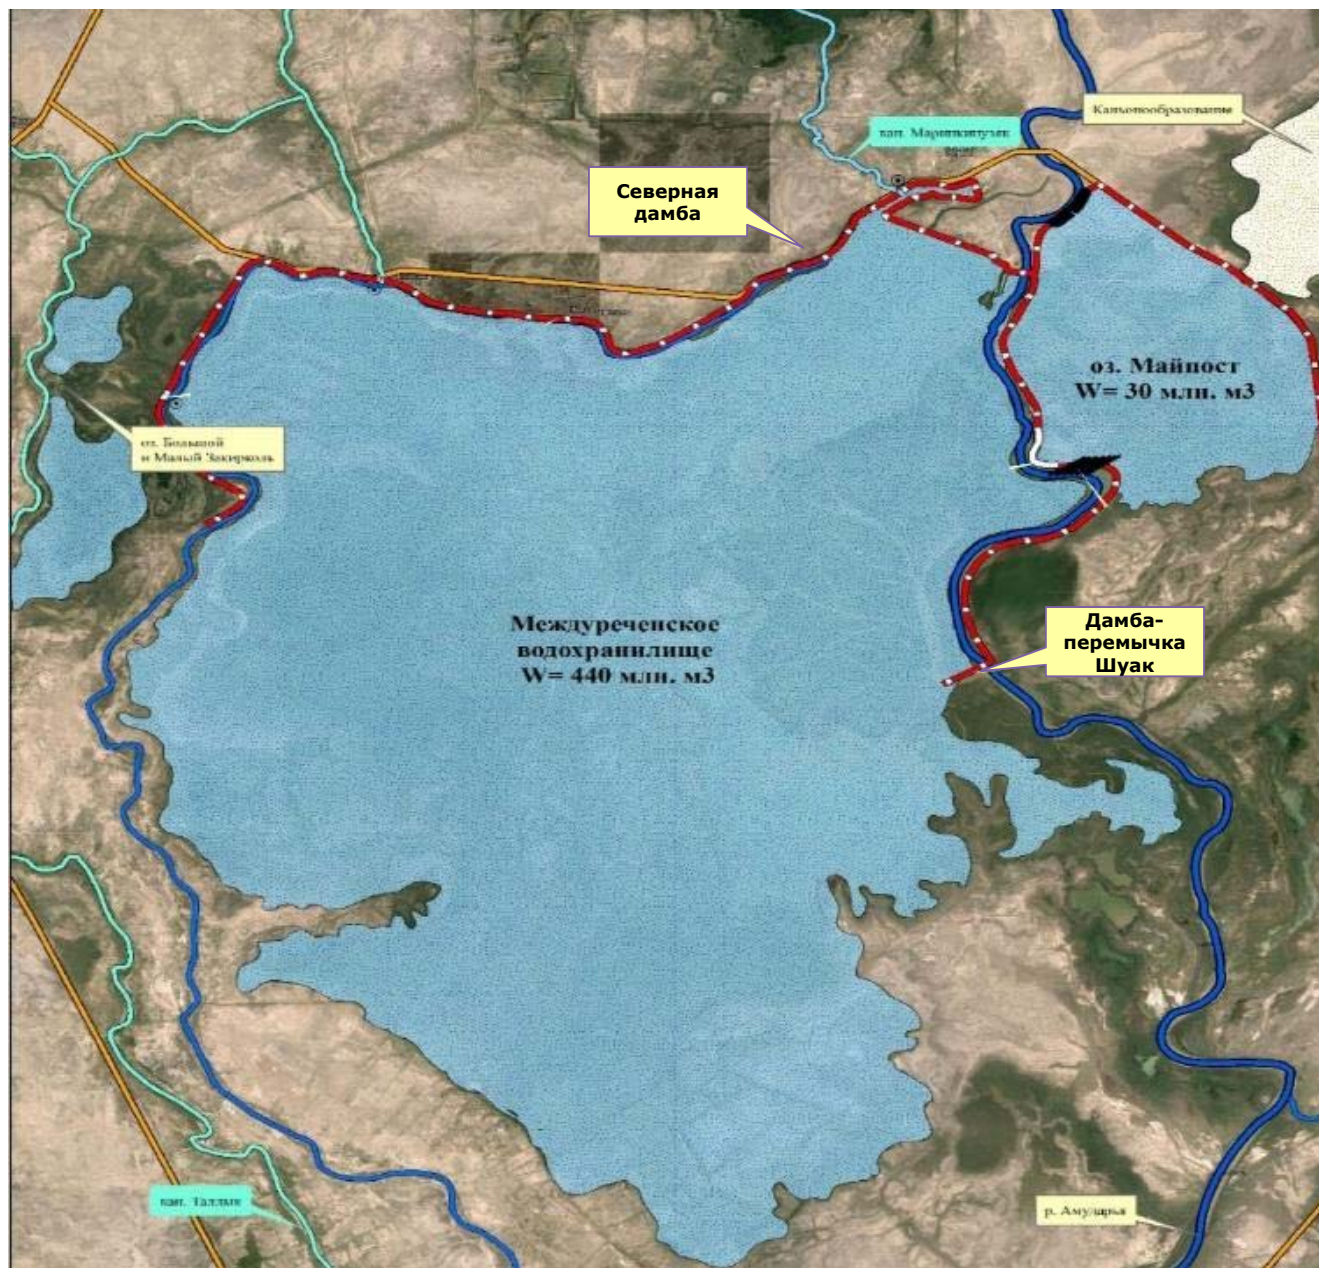 Каньонообразование
кан. Маринкинузяк
Северная
дамба
оз. Майпост
W= 30 млн. м3
оз. Большой
и Малый Закирколь
Междуреченское
водохранилище
W= 440 млн. м3
Дамба-
перемычка
Шуак
кан. Таллык
р. Амударья